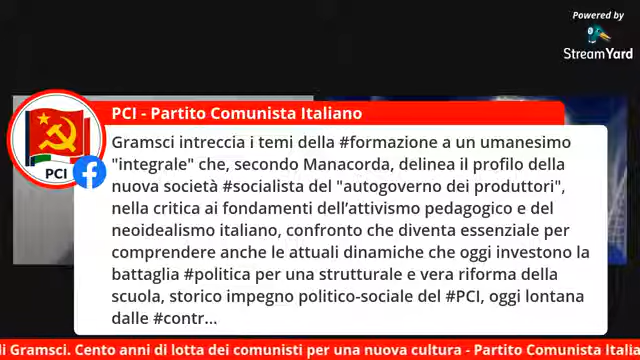 Powered by
StreamYard
PCI - Partito Comunista Italiano
Gramsci intreccia i temi della #formazione a un umanesimo
"integrale" che, secondo Manacorda, delinea il profilo della
nuova società #socialista del "autogoverno dei produttori",
nella critica ai fondamenti dell’attivismo pedagogico e del
neoidealismo italiano, confronto che diventa essenziale per
comprendere anche le attuali dinamiche che oggi investono la
battaglia #politica per una strutturale e vera riforma della
scuola, storico impegno politico-sociale del #PCI, oggi lontana
dalle #contr...
PCI
di Gramsci. Cento anni di lotta dei comunisti per una nuova cultura - Partito Comunista Italia